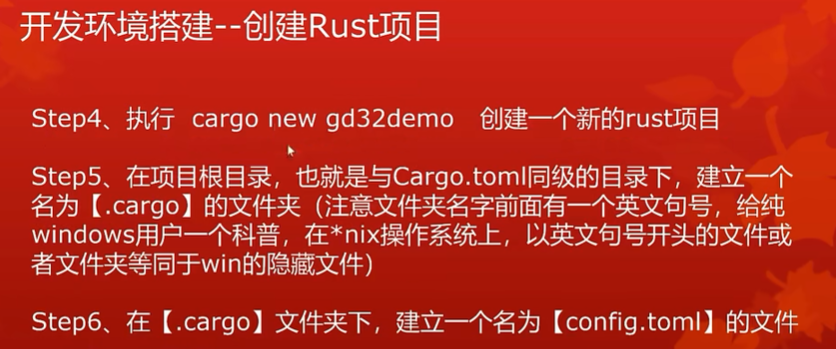 开发环境搭建--创建Rust项目
Step4、执行 cargo new gd32demo 创建一个新的rust项目
Step5、在项目根目录，也就是与Cargo.toml同级的目录下，建立一个
名为【.cargo】的文件夹（注意文件夹名字前面有一个英文句号，给纯
windows用户一个科普，在*nix操作系统上，以英文句号开头的文件或
者文件夹等同于win的隐藏文件）
Step6、在【.cargo】文件夹下，建立一个名为【config.toml】的文件